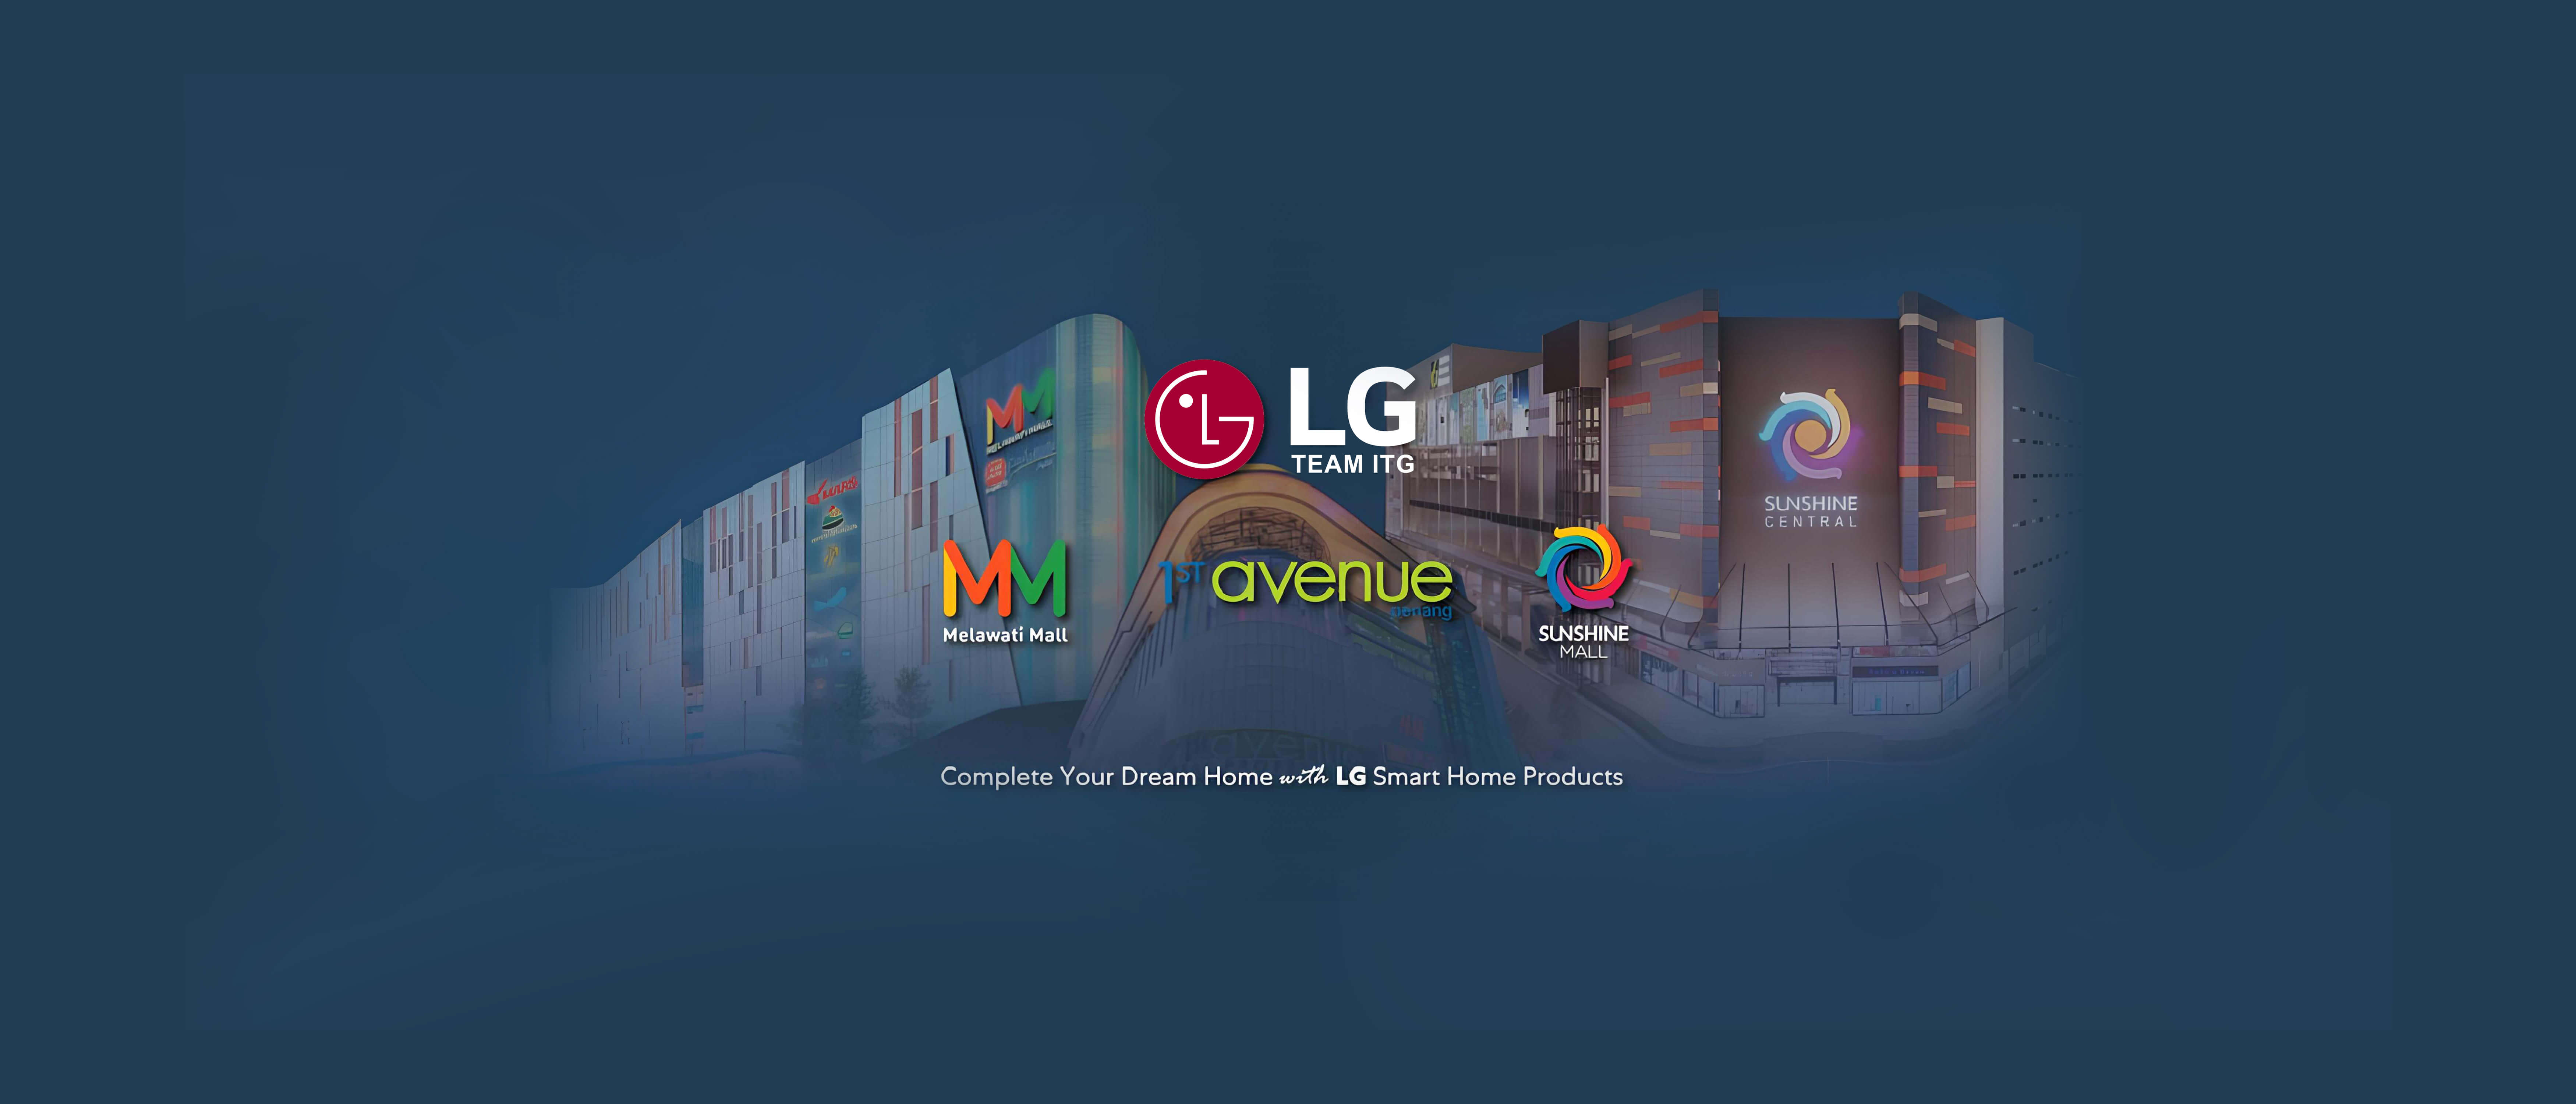 LG
TEAM ITG
MM
Melawati Mall
1ST avenue
penang
SUNSHINE
MALL
SUNSHINE
CENTRAL
Complete Your Dream Home with LG Smart Home Products